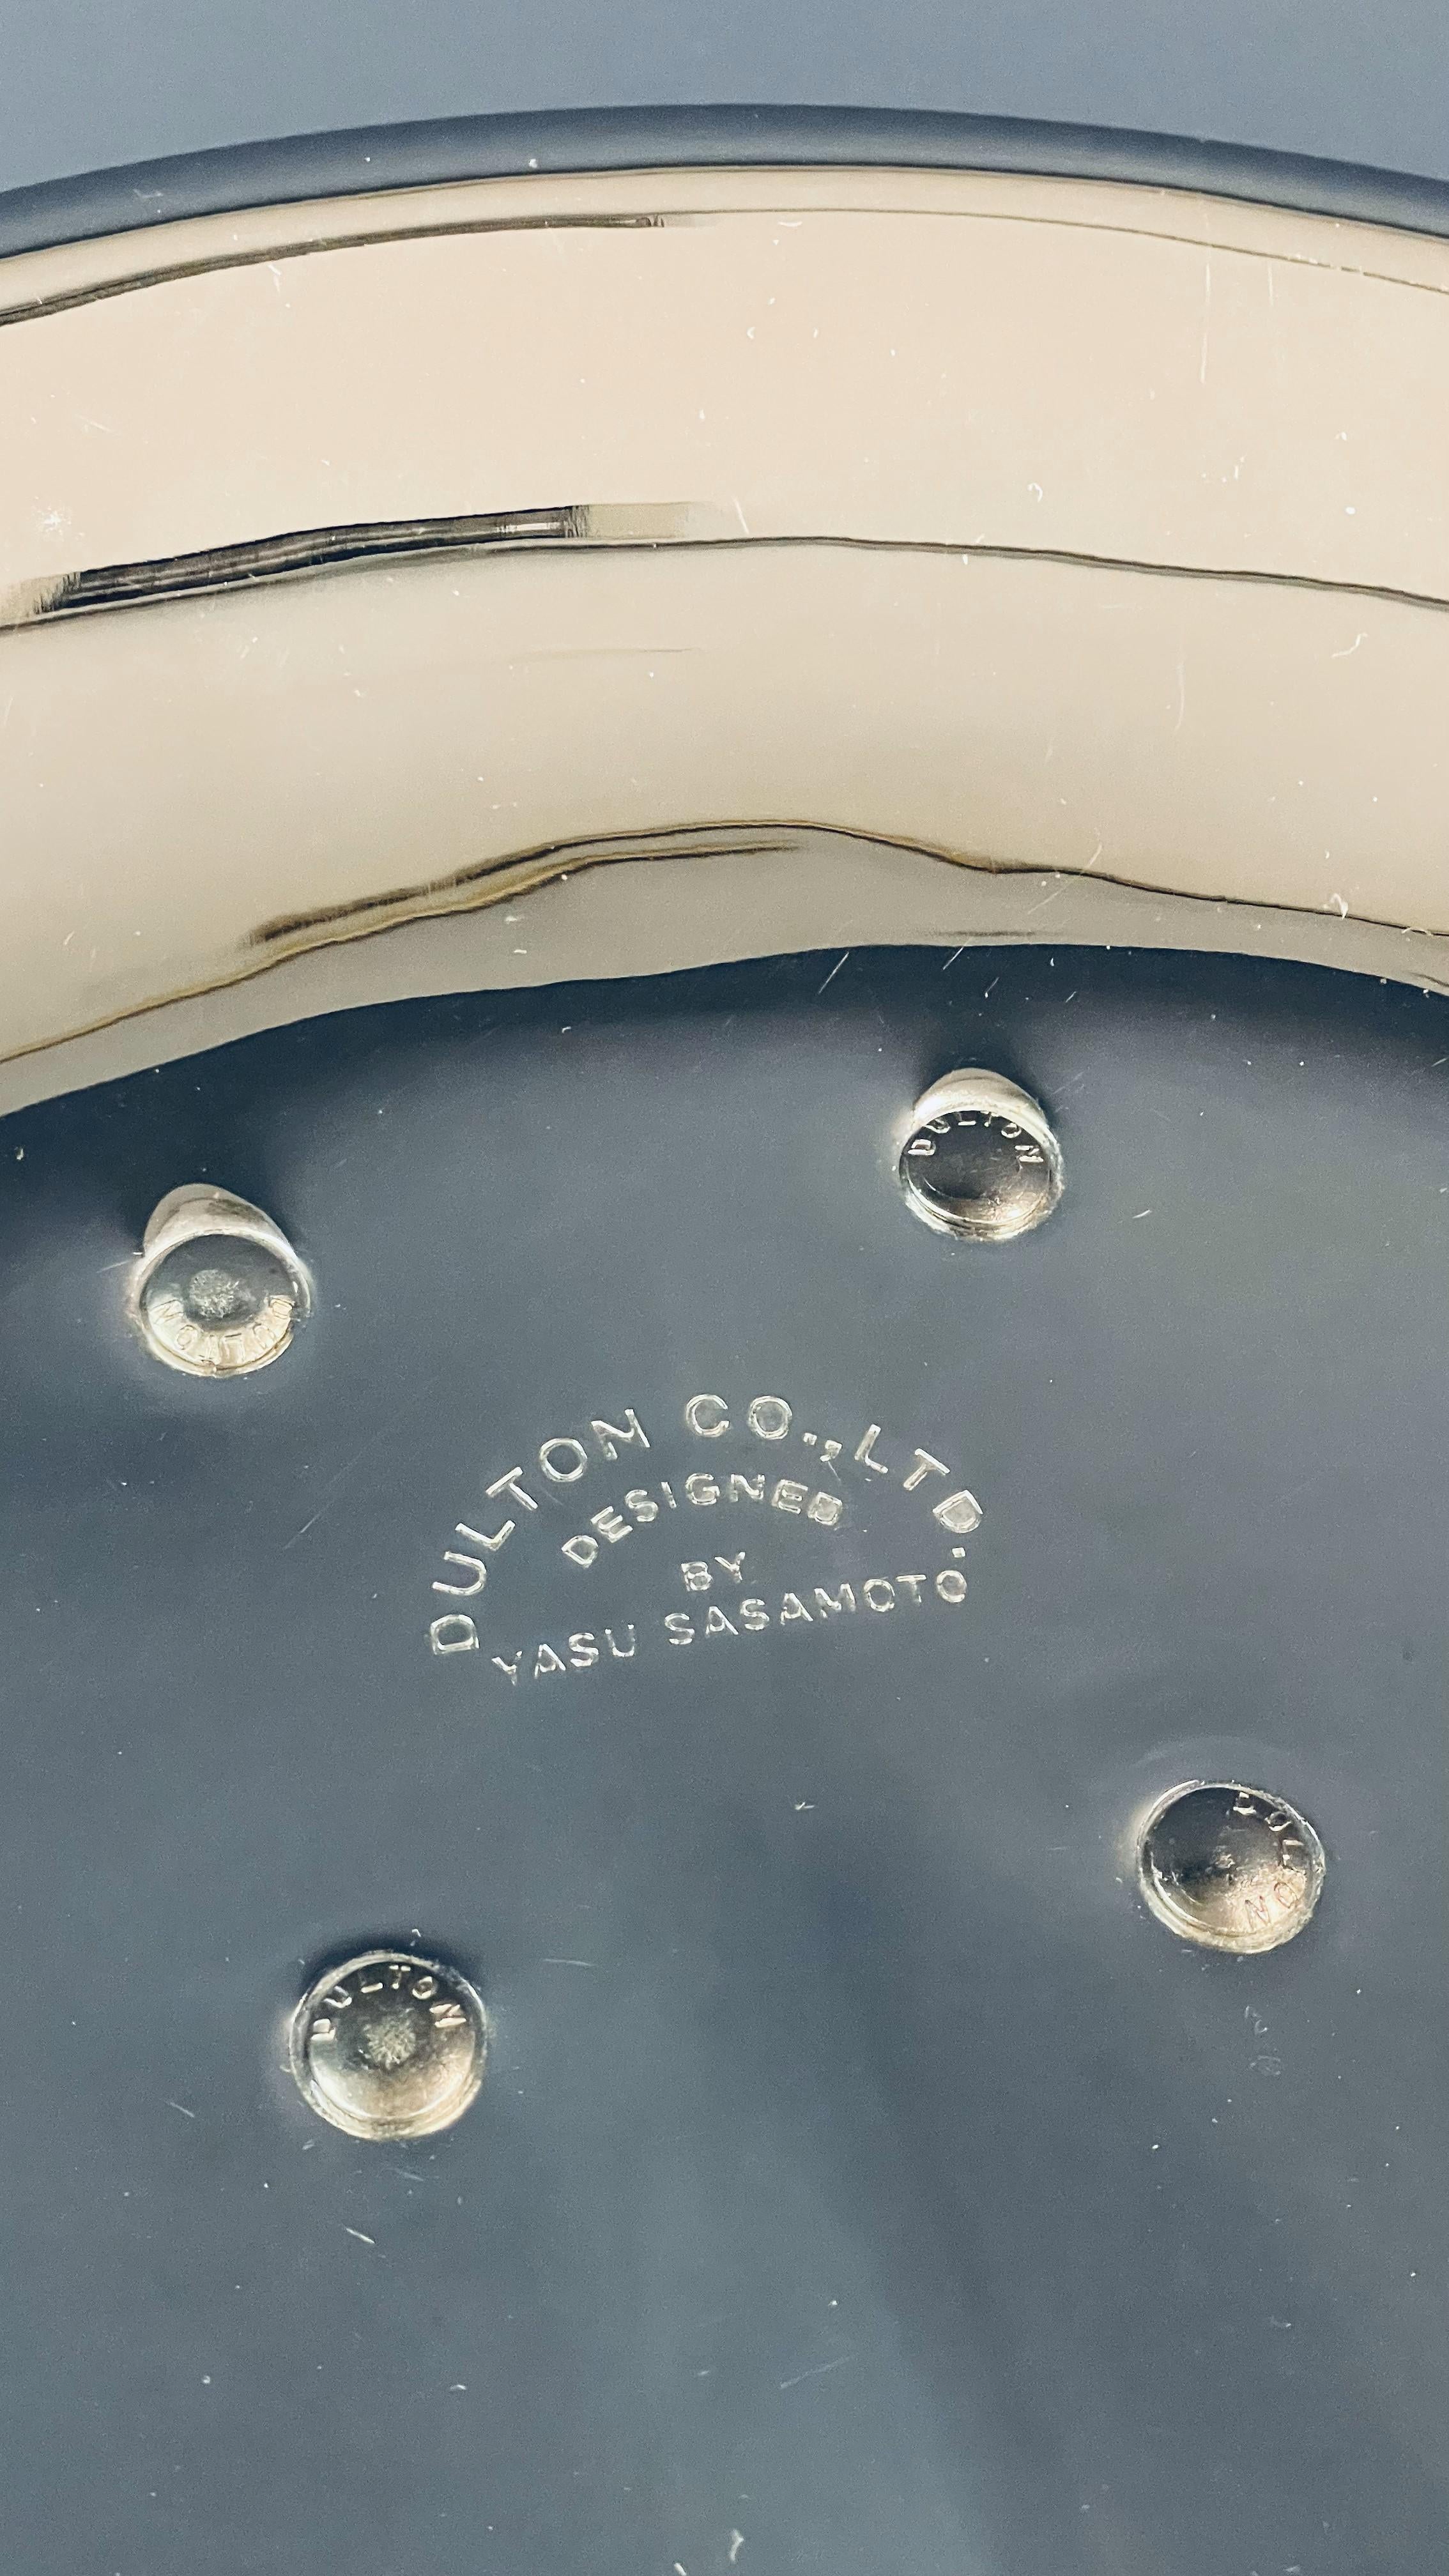 DULTON
DULTON
DULTON CO.,LTD.
DESIGNED
BY
YASU SASAMOTO
DULTON
DULTON